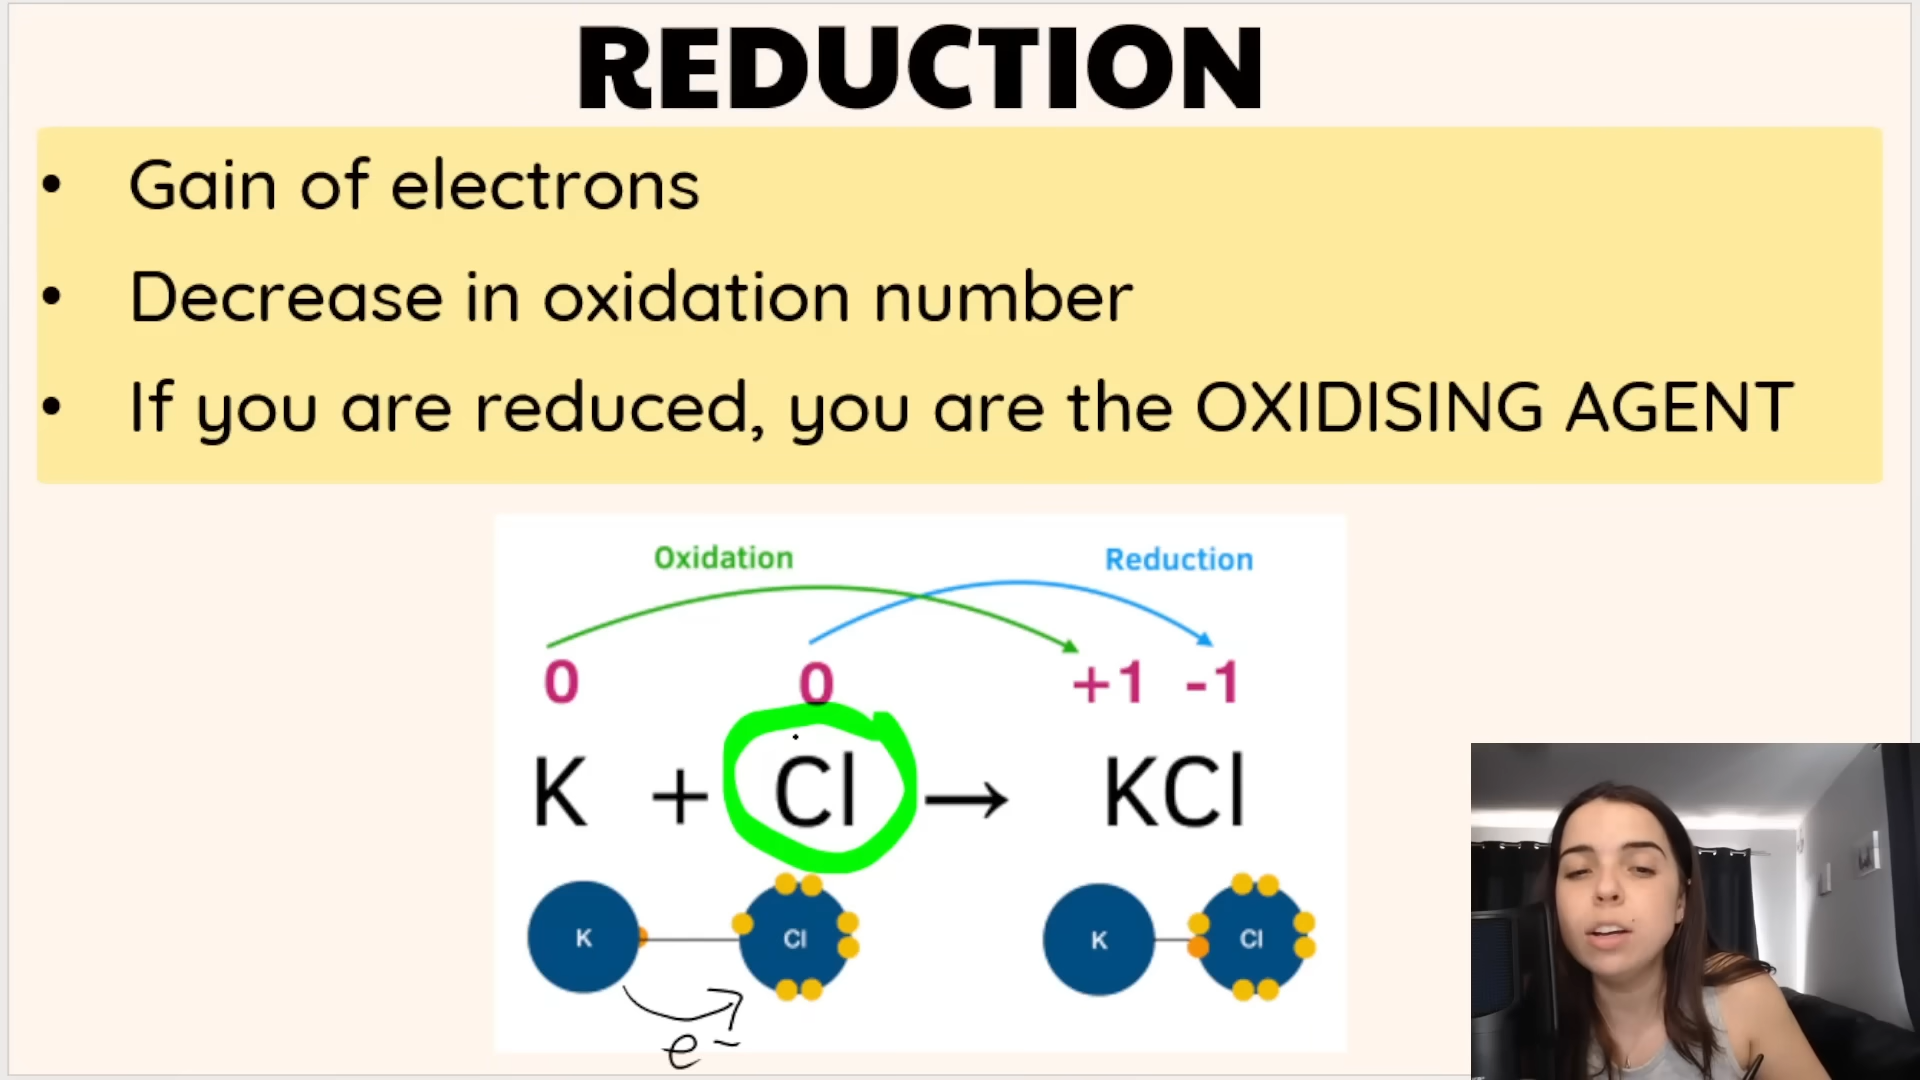 REDUCTION
• Gain of electrons
• Decrease in oxidation number
• If you are reduced, you are the OXIDISING AGENT
Oxidation Reduction
0 0 +1 -1
K + Cl → KCl
K Cl K Cl
e-